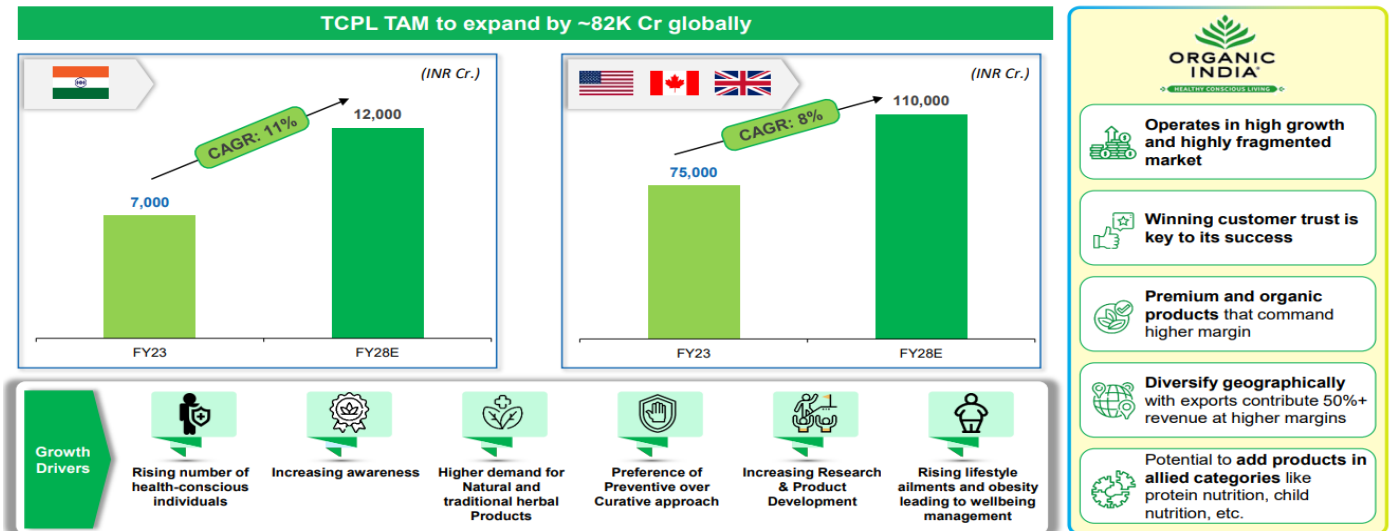 TCPL TAM to expand by ~82K Cr globally
(INR Cr.)
CAGR: 11%
12,000
7,000
FY23
FY28E
(INR Cr.)
CAGR: 8%
110,000
75,000
FY23
FY28E
Growth
Drivers
Rising number of
health-conscious
individuals
Increasing awareness
Higher demand for
Natural and
traditional herbal
Products
Preference of
Preventive over
Curative approach
Increasing Research
& Product
Development
Rising lifestyle
ailments and obesity
leading to wellbeing
management
ORGANIC
INDIA
HEALTHY CONSCIOUS LIVING
Operates in high growth
and highly fragmented
market
Winning customer trust is
key to its success
Premium and organic
products that command
higher margin
Diversify geographically
with exports contribute 50%+
revenue at higher margins
Potential to add products in
allied categories like
protein nutrition, child
nutrition, etc.